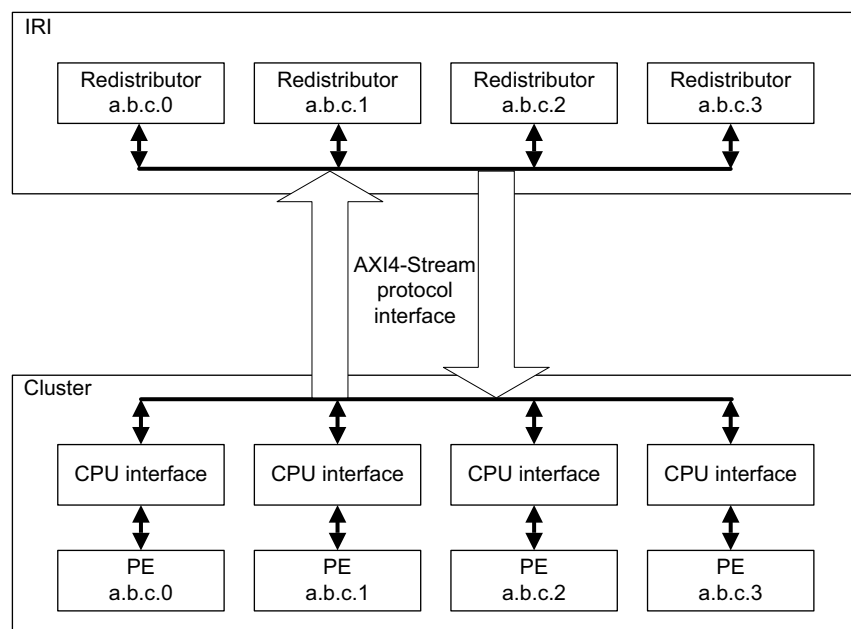 IRI
Redistributor
a.b.c.0
Redistributor
a.b.c.1
Redistributor
a.b.c.2
Redistributor
a.b.c.3
AXI4-Stream
protocol
interface
Cluster
CPU interface
CPU interface
CPU interface
CPU interface
PE
a.b.c.0
PE
a.b.c.1
PE
a.b.c.2
PE
a.b.c.3